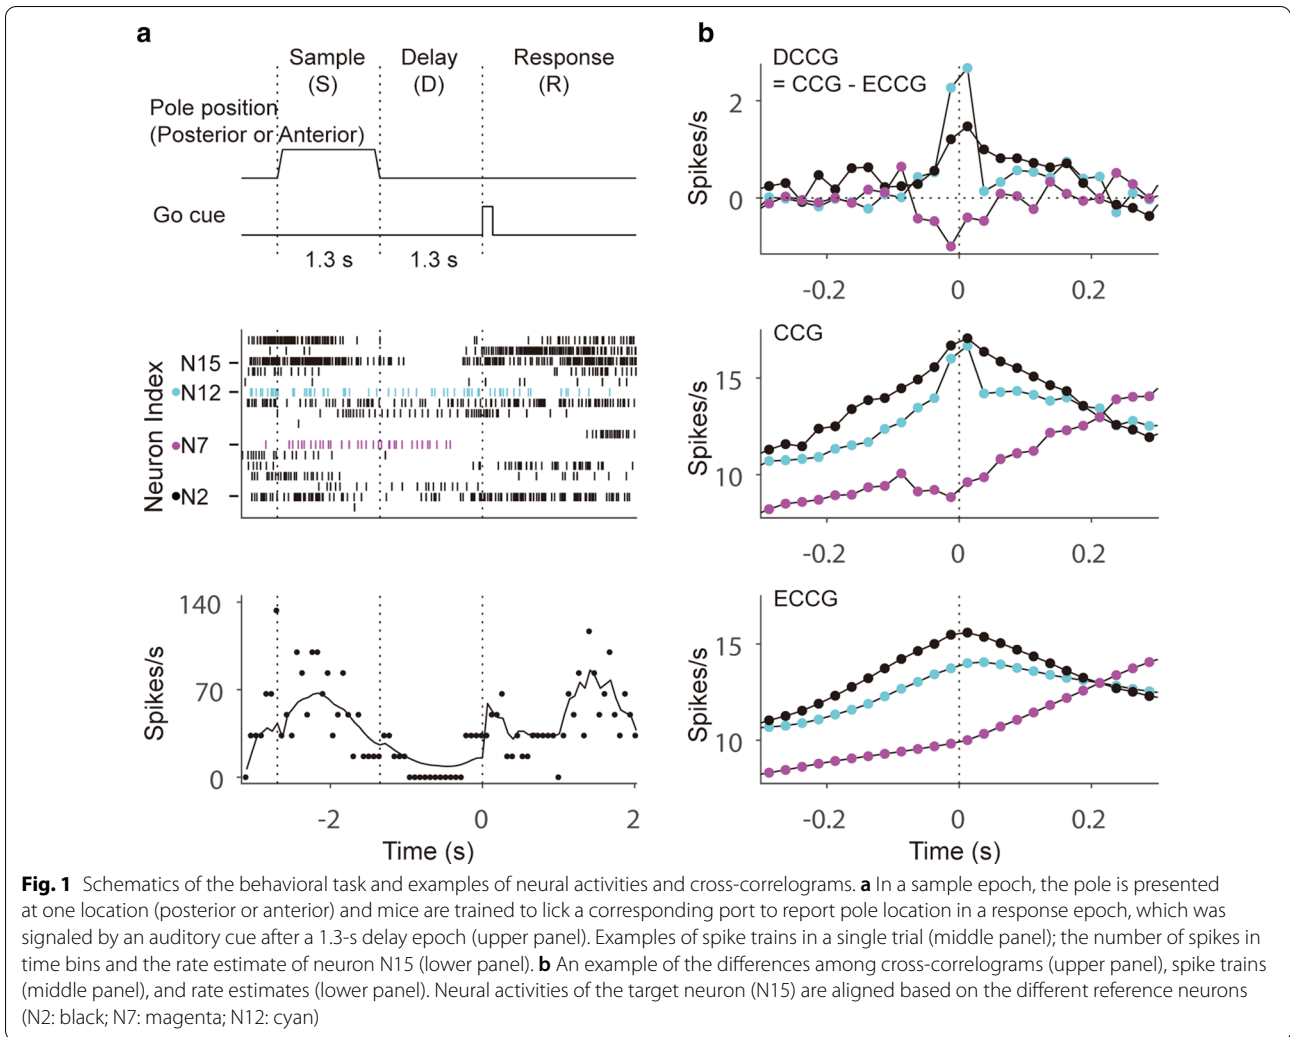 a
Sample
(S)
Delay
(D)
Response
(R)
Pole position
(Posterior or Anterior)
Go cue
1.3 s
1.3 s
Neuron Index
N15
N12
N7
N2
Spikes/s
140
70
0
-2
0
2
Time (s)
b
DCCG
= CCG - ECCG
Spikes/s
2
0
-0.2
0
0.2
CCG
Spikes/s
15
10
-0.2
0
0.2
ECCG
Spikes/s
15
10
-0.2
0
0.2
Time (s)
Fig. 1 Schematics of the behavioral task and examples of neural activities and cross-correlograms. a In a sample epoch, the pole is presented
at one location (posterior or anterior) and mice are trained to lick a corresponding port to report pole location in a response epoch, which was
signaled by an auditory cue after a 1.3-s delay epoch (upper panel). Examples of spike trains in a single trial (middle panel); the number of spikes in
time bins and the rate estimate of neuron N15 (lower panel). b An example of the differences among cross-correlograms (upper panel), spike trains
(middle panel), and rate estimates (lower panel). Neural activities of the target neuron (N15) are aligned based on the different reference neurons
(N2: black; N7: magenta; N12: cyan)